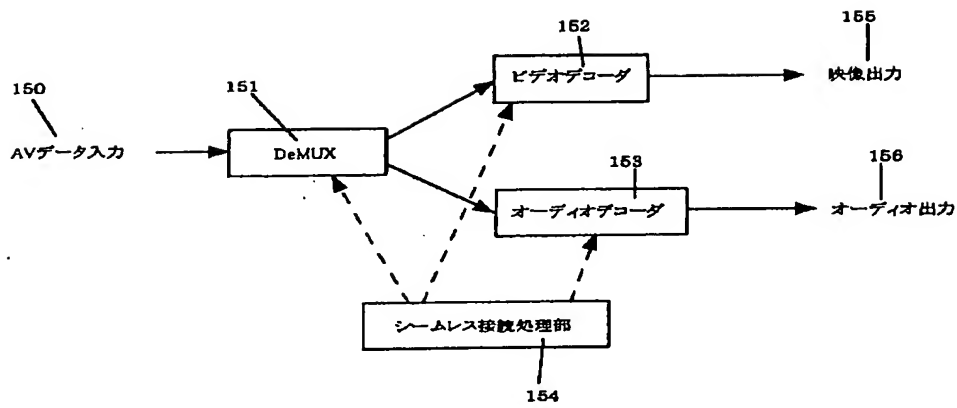 155
152
映像出力
ビデオデコーダ
150
151
AVデータ入力
DeMUX
153
156
オーディオデコーダ
オーディオ出力
シームレス接続処理部
154